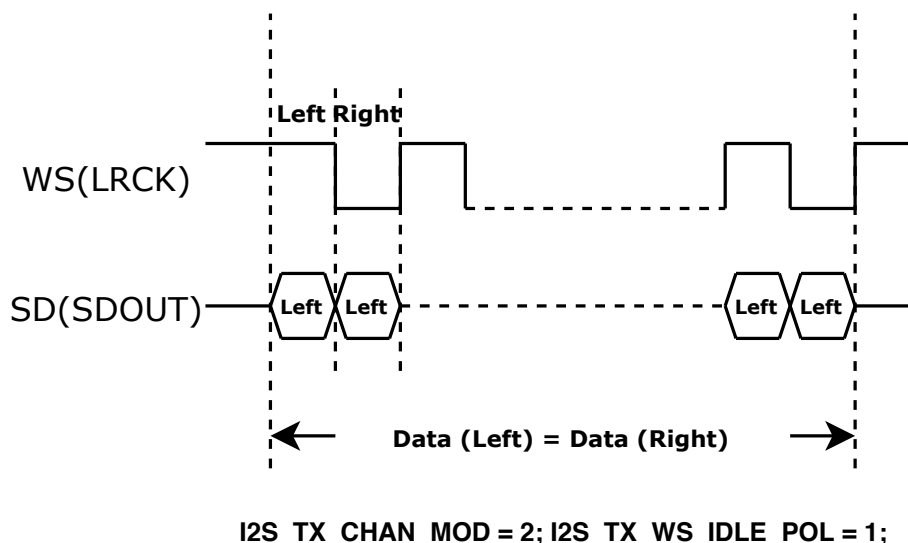 Left Right
WS(LRCK)
SD(SDOUT) Left Left Left Left
Data (Left) = Data (Right)
I2S_TX_CHAN_MOD = 2; I2S_TX_WS_IDLE_POL = 1;